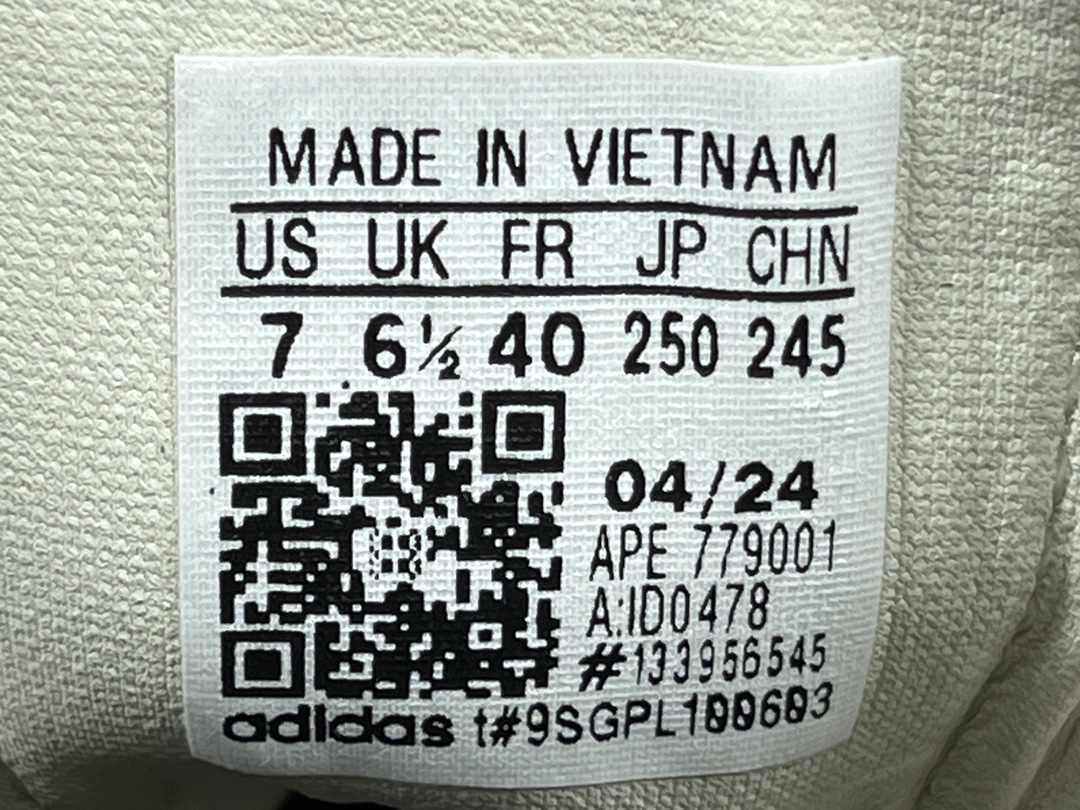 MADE IN VIETNAM
US UK FR JP CHN
7 6½ 40 250 245
04/24
APE 779001
A:ID0478
#133956545
adidas t#9SGPL100603